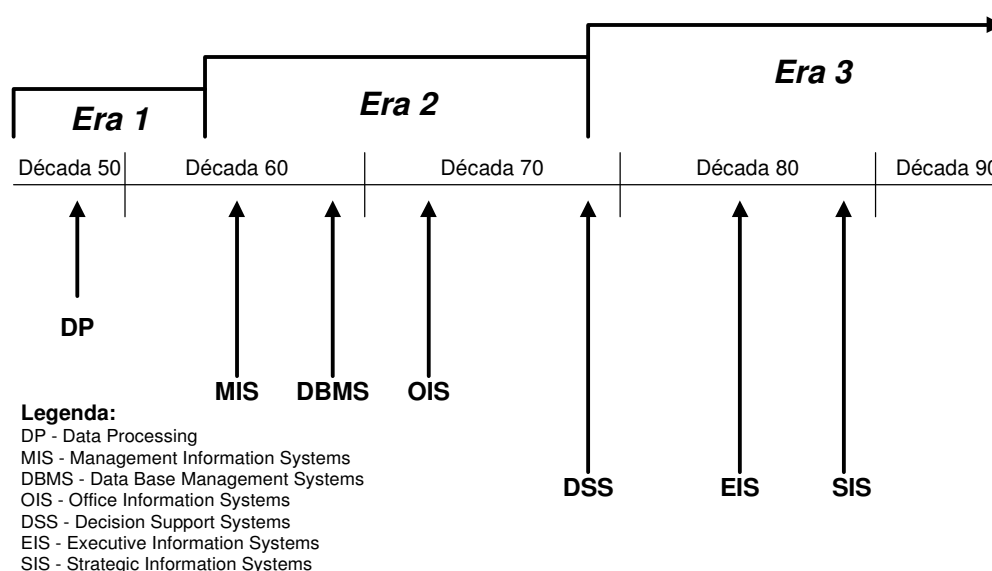 Era 3
Era 2
Era 1
Década 50 Década 60 Década 70 Década 80 Década 90
DP
MIS DBMS OIS
Legenda:
DP - Data Processing
MIS - Management Information Systems
DBMS - Data Base Management Systems
DSS EIS SIS
OIS - Office Information Systems
DSS - Decision Support Systems
EIS - Executive Information Systems
SIS - Strategic Information Systems